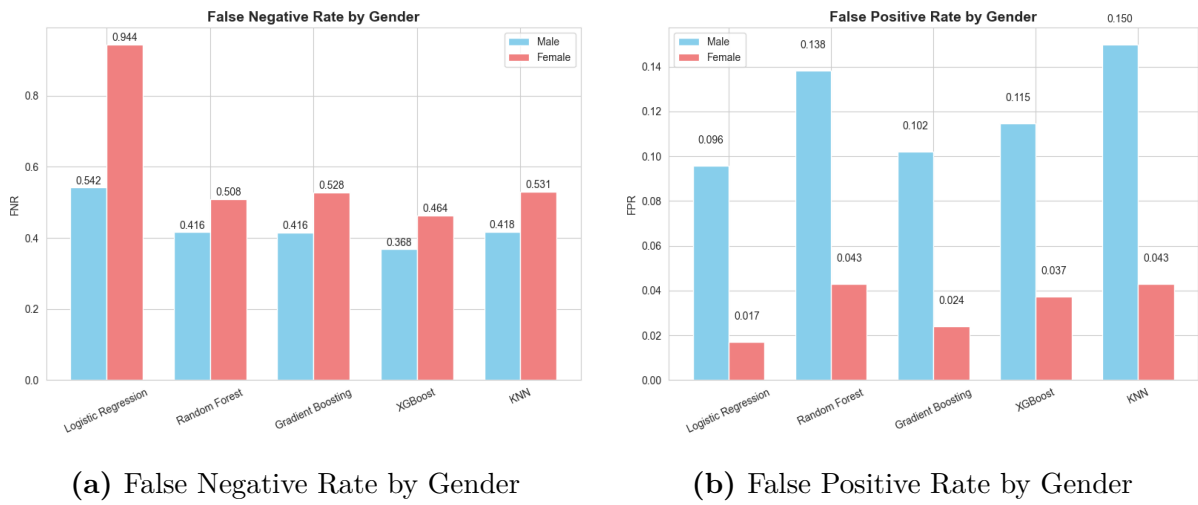 False Negative Rate by Gender
Male
Female
FNR
0.8
0.6
0.4
0.2
0.0
0.542
0.944
0.416
0.508
0.416
0.528
0.368
0.464
0.418
0.531
Logistic Regression
Random Forest
Gradient Boosting
XGBoost
KNN
(a) False Negative Rate by Gender
False Positive Rate by Gender
Male
Female
FPR
0.14
0.12
0.10
0.08
0.06
0.04
0.02
0.00
0.096
0.017
0.138
0.043
0.102
0.024
0.115
0.037
0.150
0.043
Logistic Regression
Random Forest
Gradient Boosting
XGBoost
KNN
(b) False Positive Rate by Gender